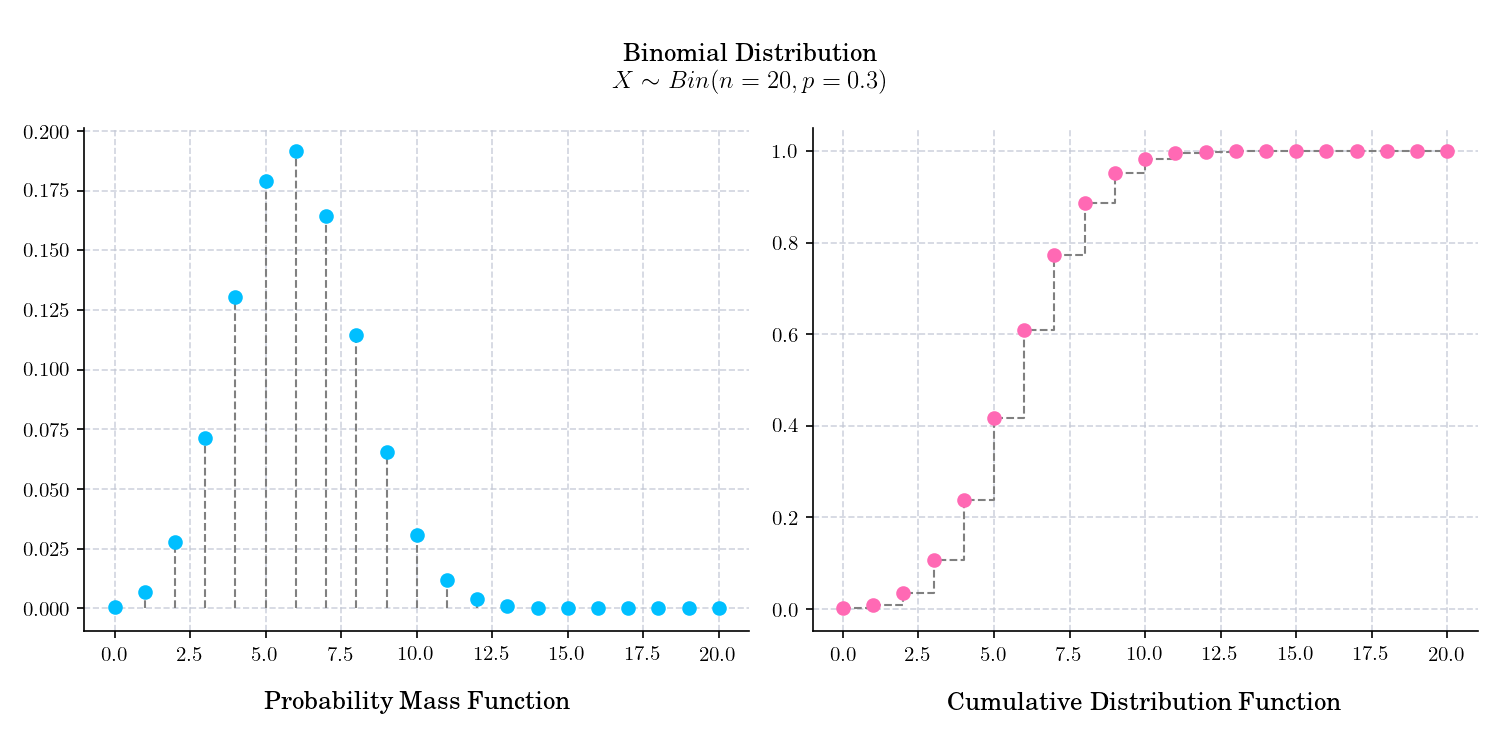 Binomial Distribution
X ∼ Bin(n = 20, p = 0.3)
0.200
0.175
0.150
0.125
0.100
0.075
0.050
0.025
0.000
0.0 2.5 5.0 7.5 10.0 12.5 15.0 17.5 20.0
Probability Mass Function
1.0
0.8
0.6
0.4
0.2
0.0
0.0 2.5 5.0 7.5 10.0 12.5 15.0 17.5 20.0
Cumulative Distribution Function